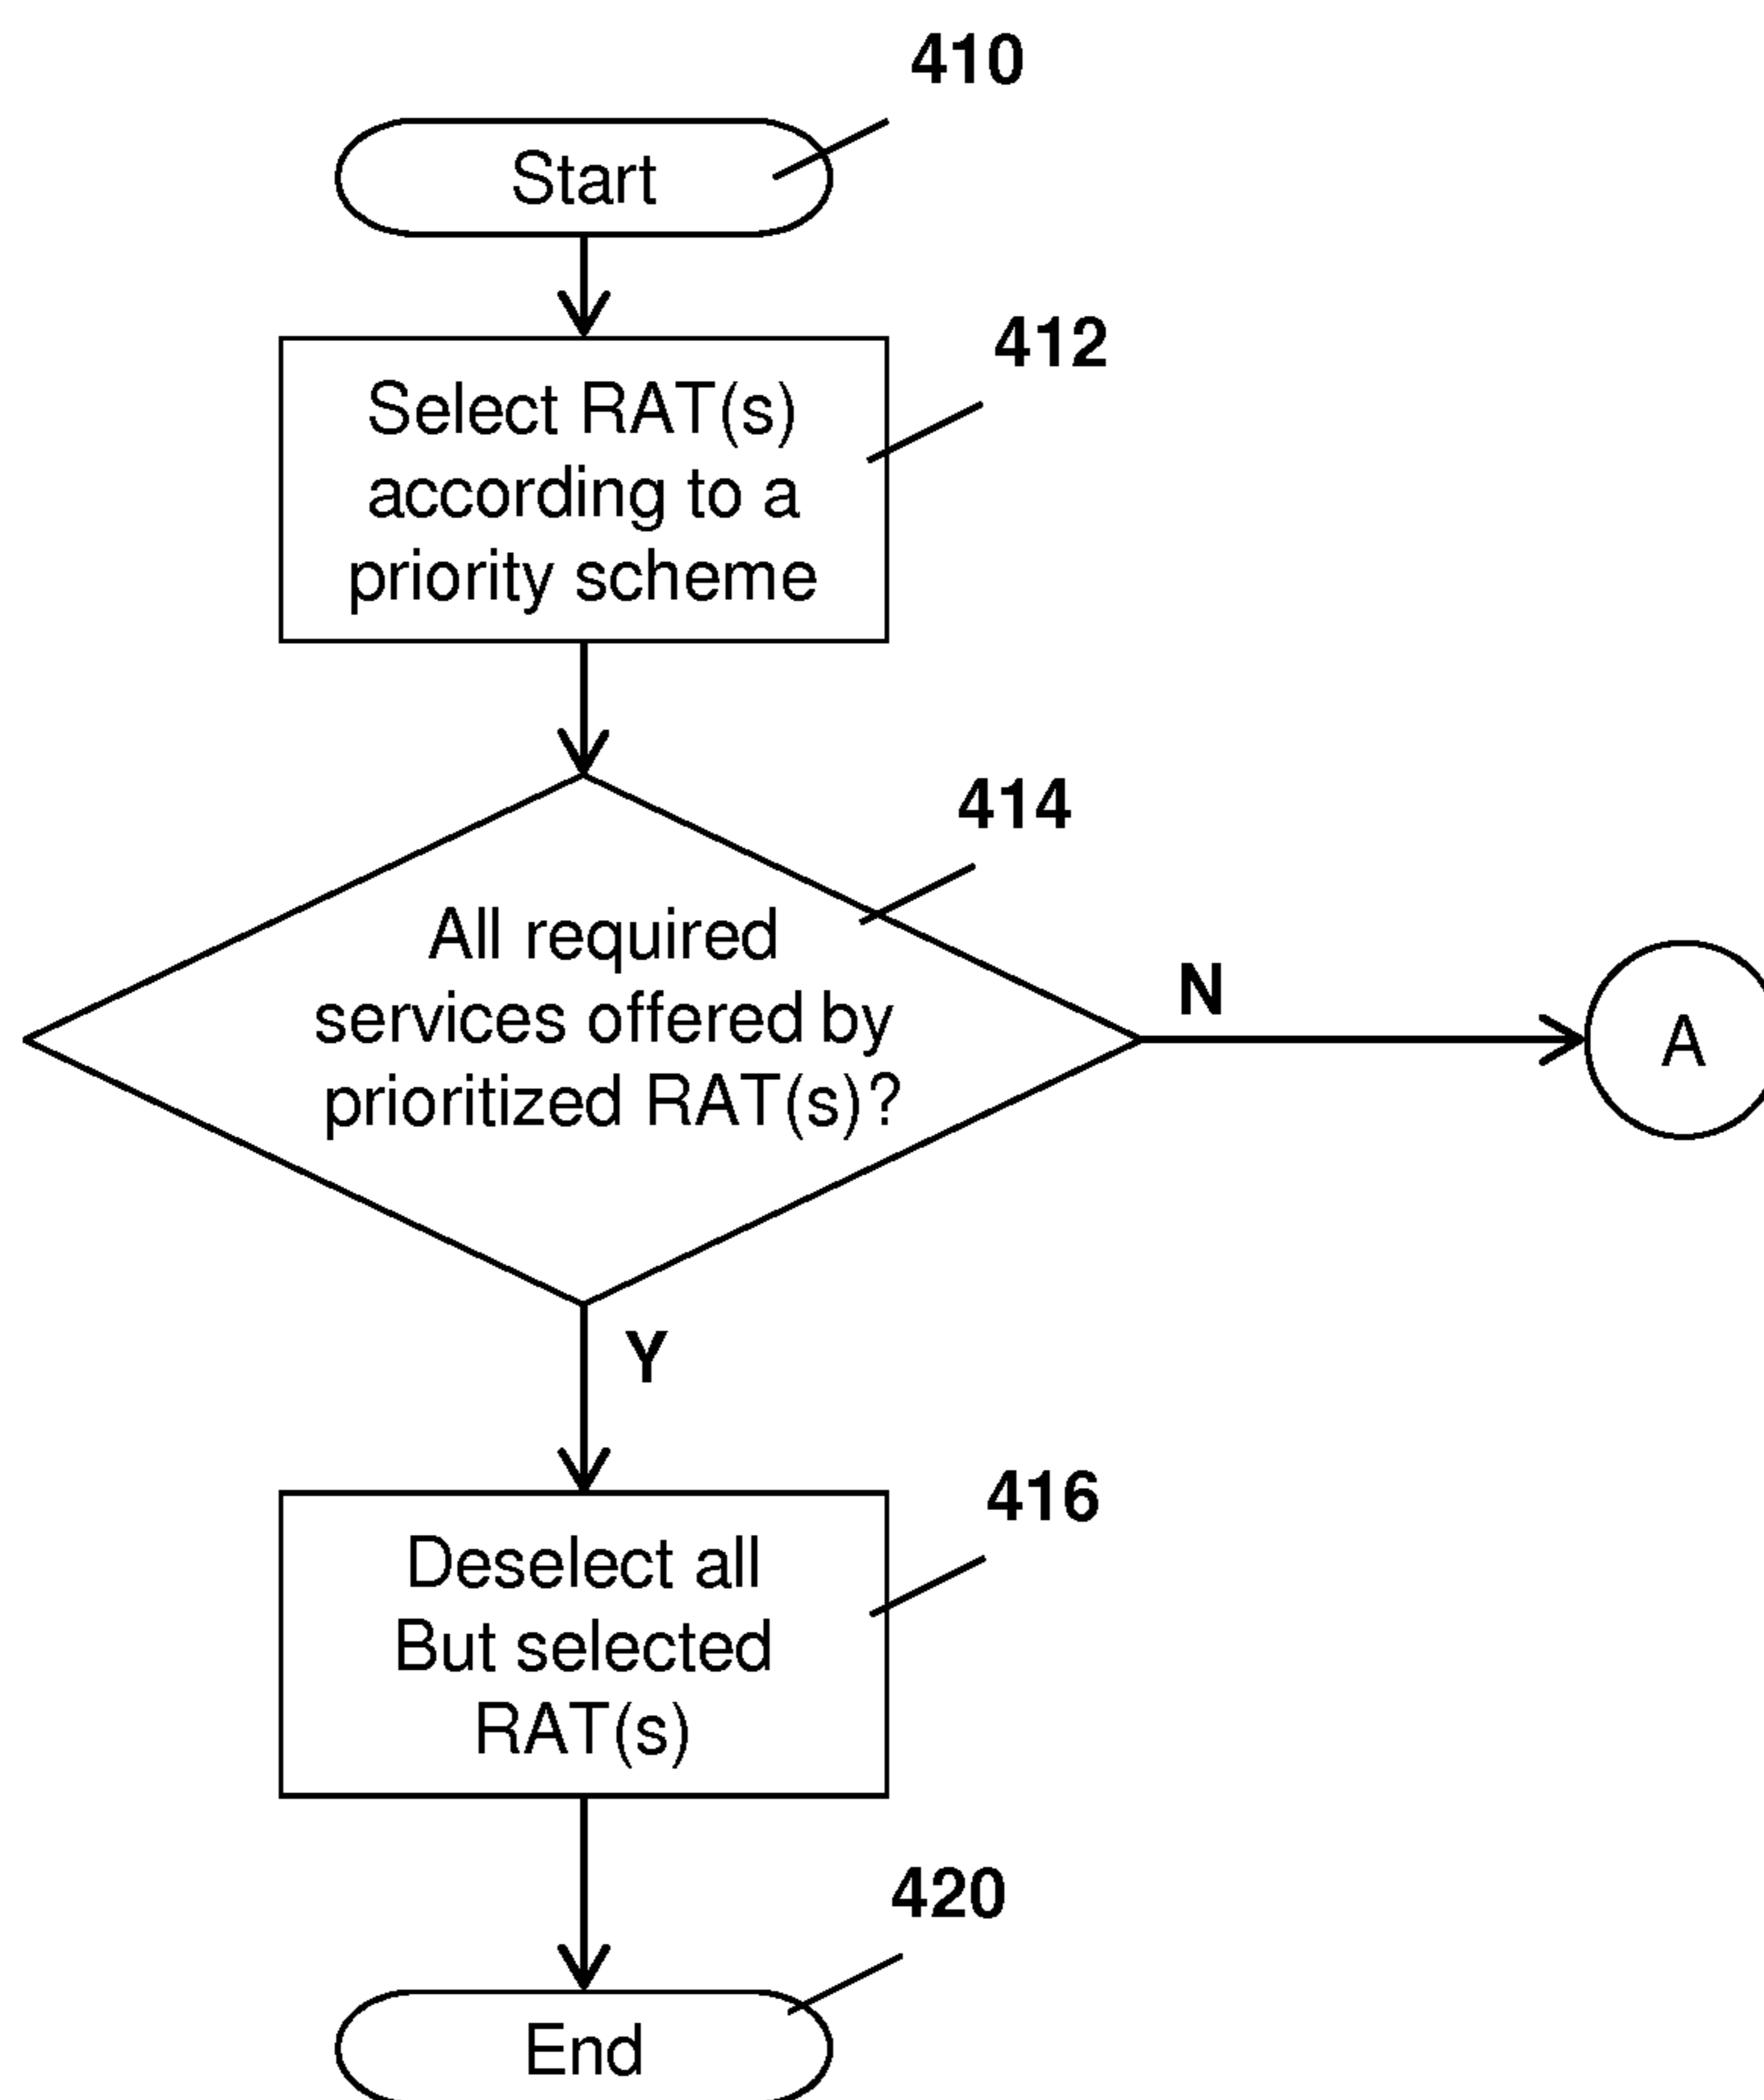 410
Start
412
Select RAT(s)
according to a
priority scheme
414
All required
services offered by
prioritized RAT(s)?
N
A
Y
416
Deselect all
But selected
RAT(s)
420
End